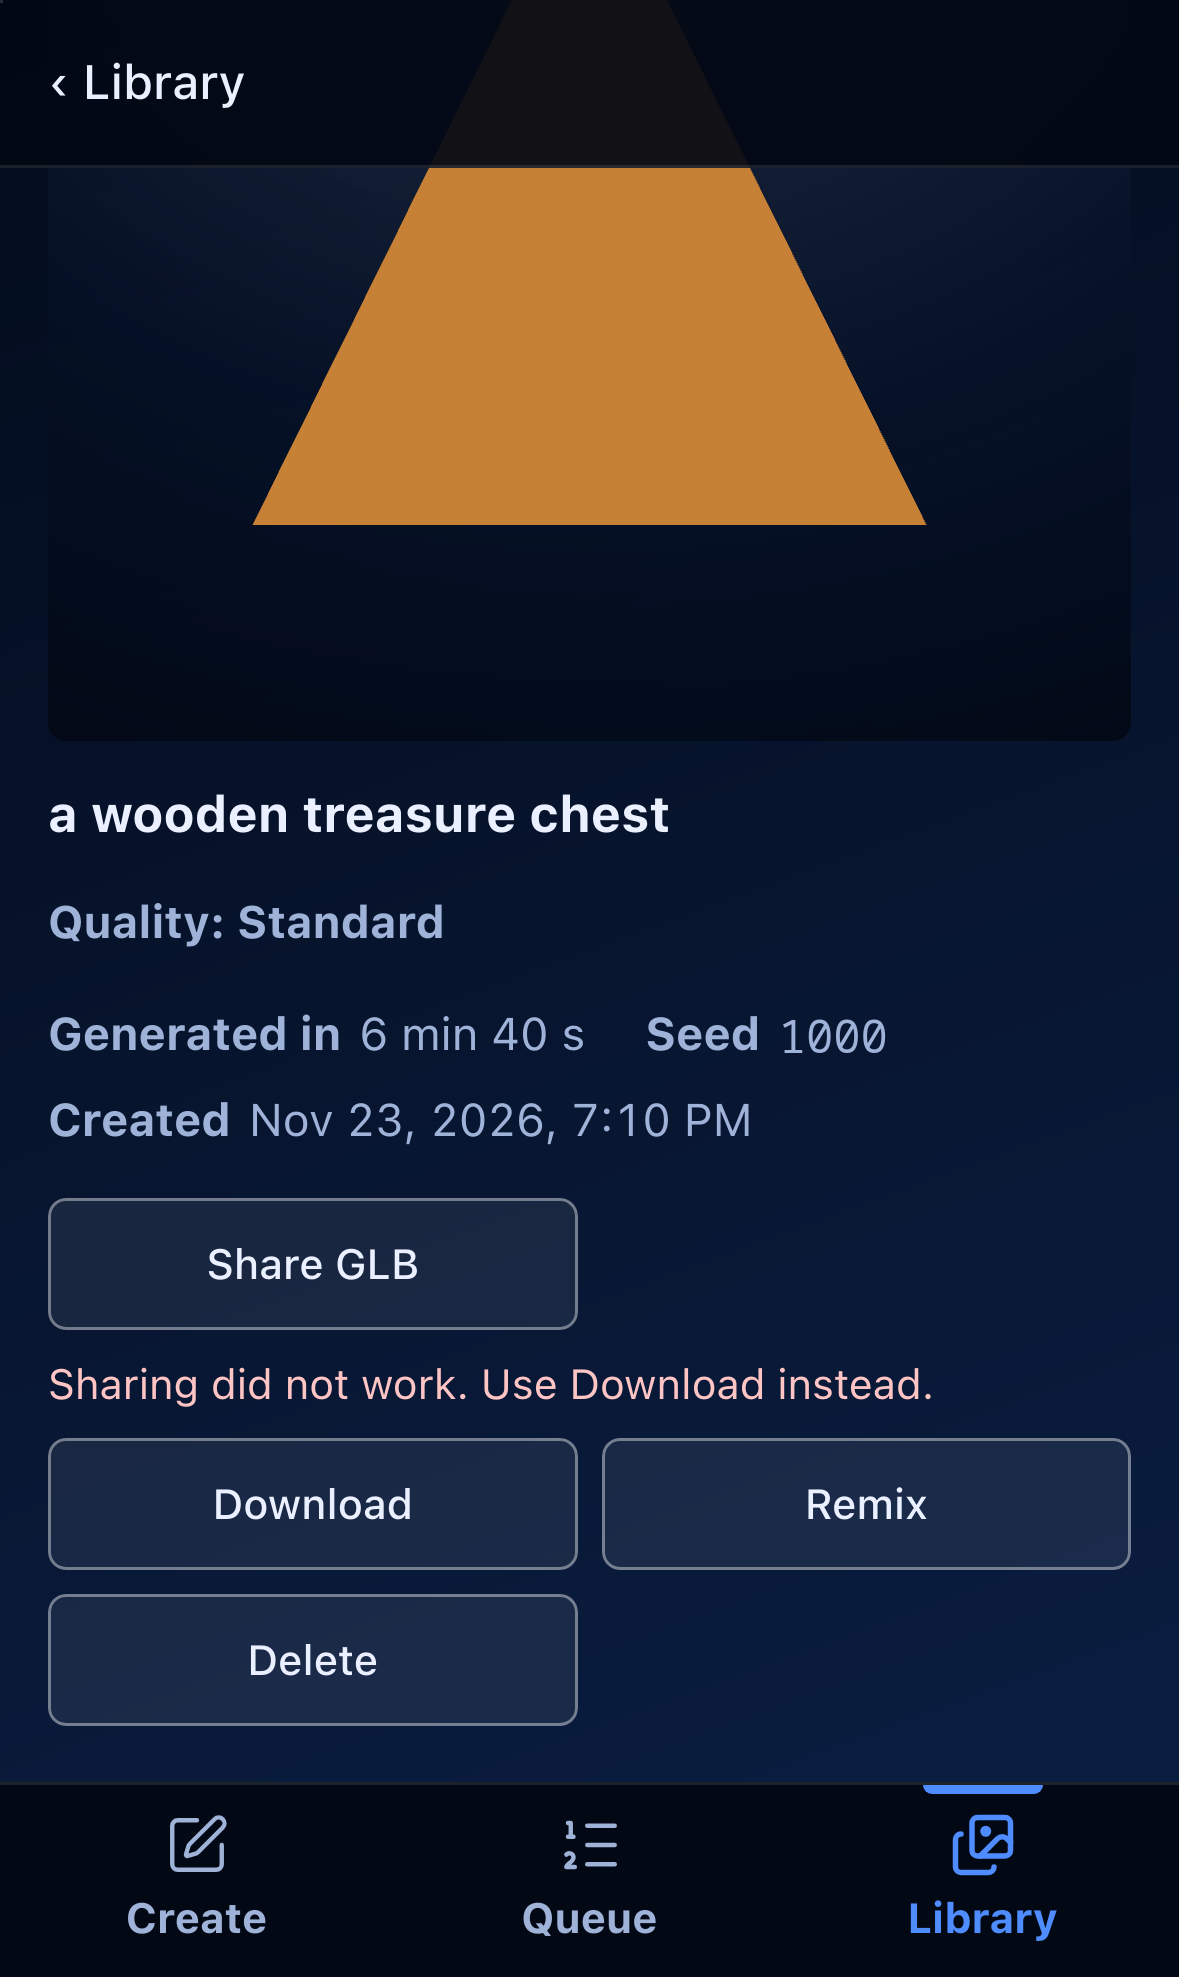 ‹ Library
a wooden treasure chest
Quality: Standard
Generated in 6 min 40 s Seed 1000
Created Nov 23, 2026, 7:10 PM
Share GLB
Sharing did not work. Use Download instead.
Download Remix
Delete
Create Queue Library